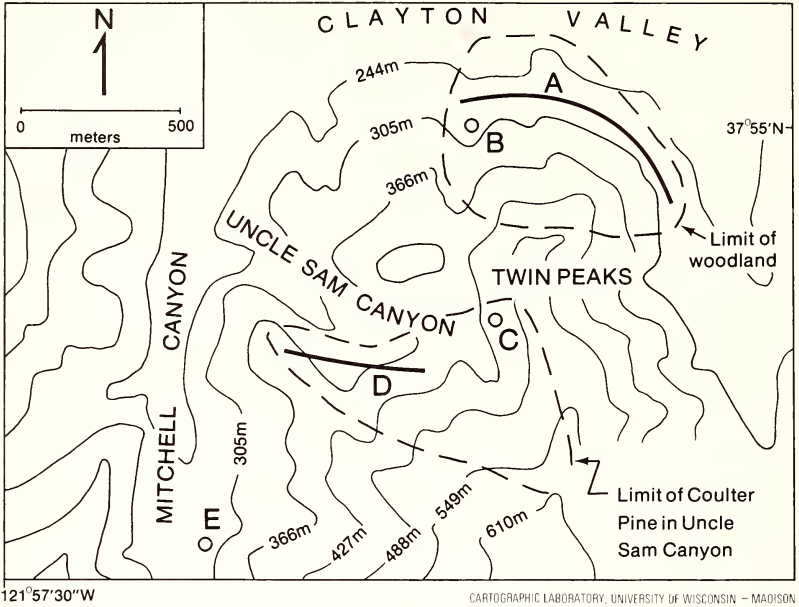 CLAYTON VALLEY
N
0 500
meters
244m
A
305m
B
37°55'N
366m
UNCLE SAM CANYON
Limit of
woodland
TWIN PEAKS
C
MITCHELL CANYON
D
305m
E
366m
427m
488m
549m
610m
Limit of Coulter
Pine in Uncle
Sam Canyon
121°57'30"W
CARTOGRAPHIC LABORATORY, UNIVERSITY OF WISCONSIN – MADISON